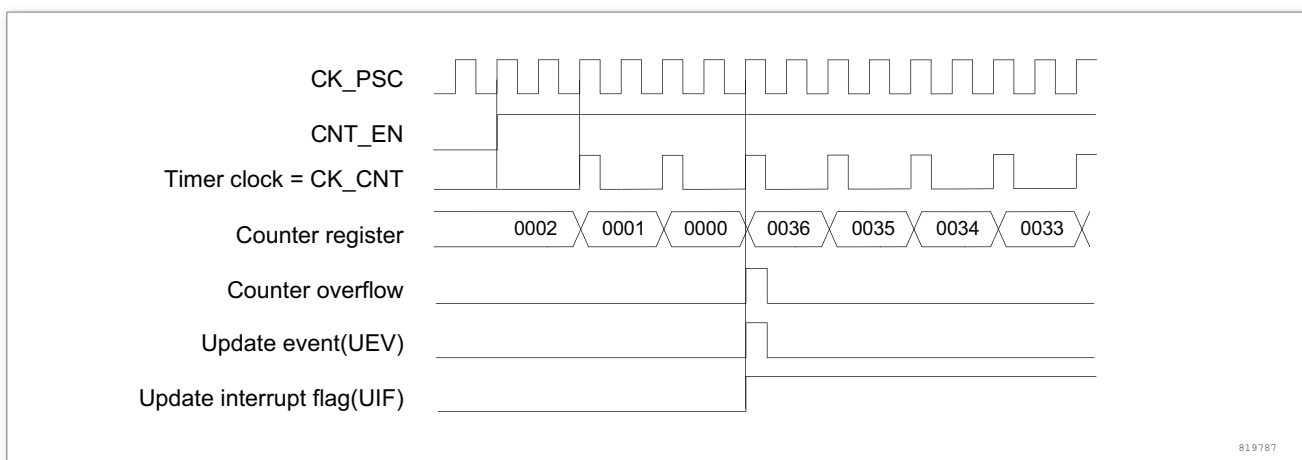 CK_PSC
CNT_EN
Timer clock = CK_CNT
Counter register 0002 0001 0000 0036 0035 0034 0033
Counter overflow
Update event(UEV)
Update interrupt flag(UIF)
819787